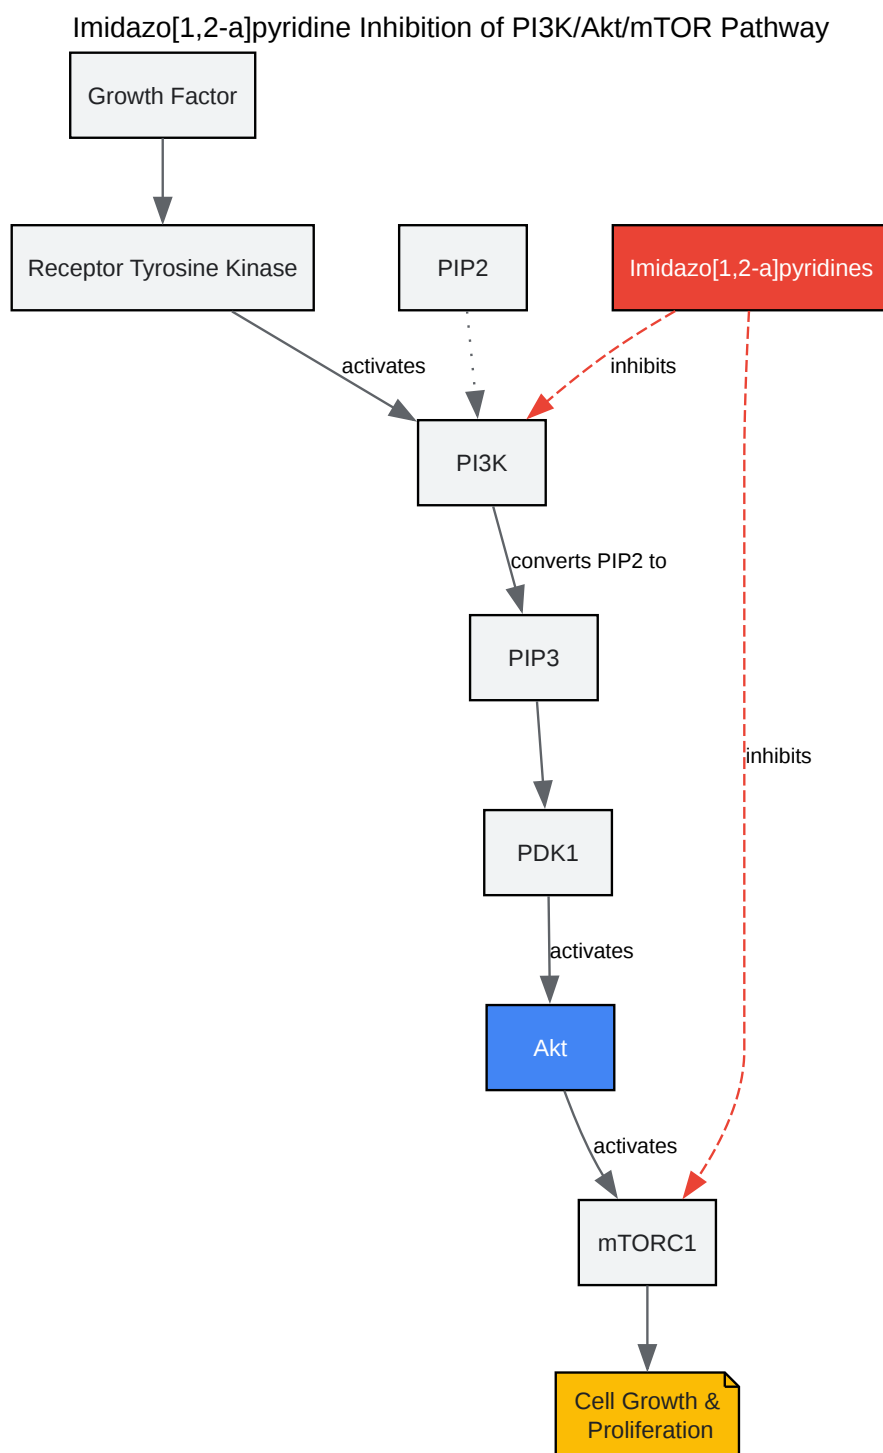 Imidazo[1,2-a]pyridine Inhibition of PI3K/Akt/mTOR Pathway
Growth Factor
Receptor Tyrosine Kinase
PIP2
Imidazo[1,2-a]pyridines
activates
inhibits
PI3K
converts PIP2 to
PIP3
inhibits
PDK1
activates
Akt
activates
mTORC1
Cell Growth &
Proliferation